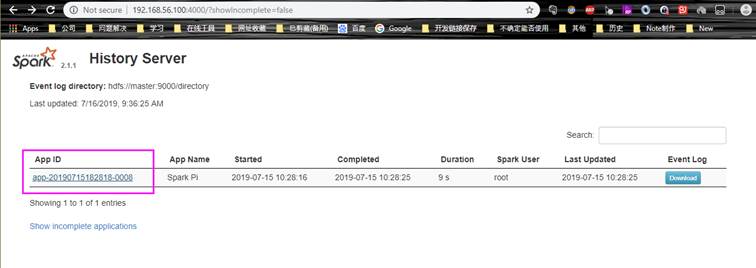 Not secure | 192.168.56.100:4000/?showIncomplete=false
Apps 公司 问题解决 学习 在线工具 网址收藏 百度 Google 开发链接保存 不确定能否使用 其他 历史 Note制作
APACHE Spark 2.1.1 History Server
Event log directory: hdfs://master:9000/directory
Last updated: 7/16/2019, 9:36:25 AM
Search:
App ID App Name Started Completed Duration Spark User Last Updated Event Log
app-20190715182818-0008 Spark Pi 2019-07-15 10:28:16 2019-07-15 10:28:25 9 s root 2019-07-15 10:28:25 Download
Showing 1 to 1 of 1 entries
Show incomplete applications